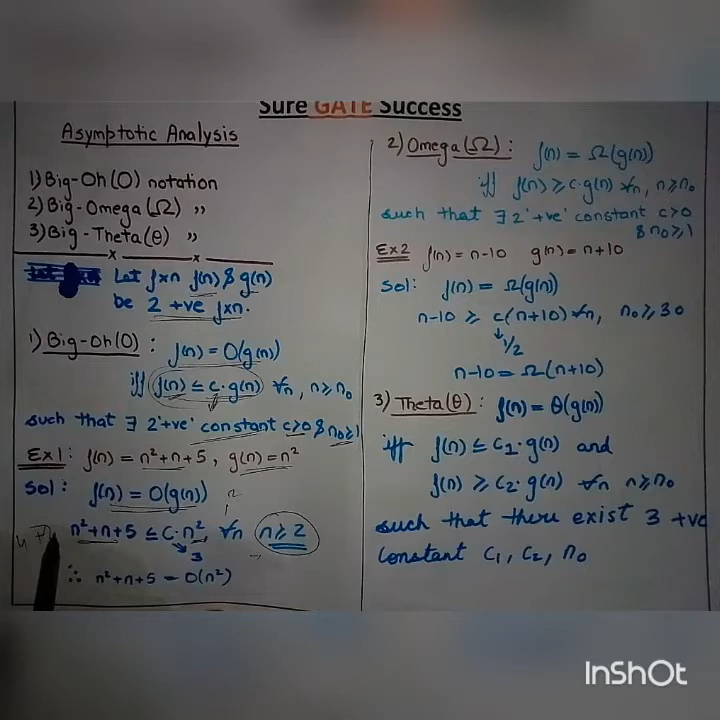 Sure GATE Success
Asymptotic Analysis
1) Big-Oh(O) notation
2) Big-Omega(Ω) ,,
3) Big-Theta(θ) ,,
Let fxn f(n) & g(n)
be 2 +ve fxn.
1) Big-Oh(O) : f(n) = O(g(n))
iff f(n) ≤ c·g(n) ∀n, n≥n₀
such that ∃ 2 '+ve' constant c>0 & n₀≥1
Ex1: f(n) = n²+n+5, g(n)=n²
Sol: f(n) = O(g(n))
n²+n+5 ≤ c·n², ∀n n≥2
3
∴ n²+n+5 = O(n²)
2) Omega(Ω) : f(n) = Ω(g(n))
iff f(n) ≥ c·g(n) ∀n, n≥n₀
such that ∃ 2 '+ve' constant c>0
& n₀≥1
Ex2 f(n) = n-10 g(n) = n+10
Sol: f(n) = Ω(g(n))
n-10 ≥ c(n+10) ∀n, n₀≥30
1/2
n-10 = Ω(n+10)
3) Theta(θ) : f(n) = θ(g(n))
iff f(n) ≤ c₁·g(n) and
f(n) ≥ c₂·g(n) ∀n n≥n₀
such that there exist 3 +ve
constant c₁, c₂, n₀
InShOt